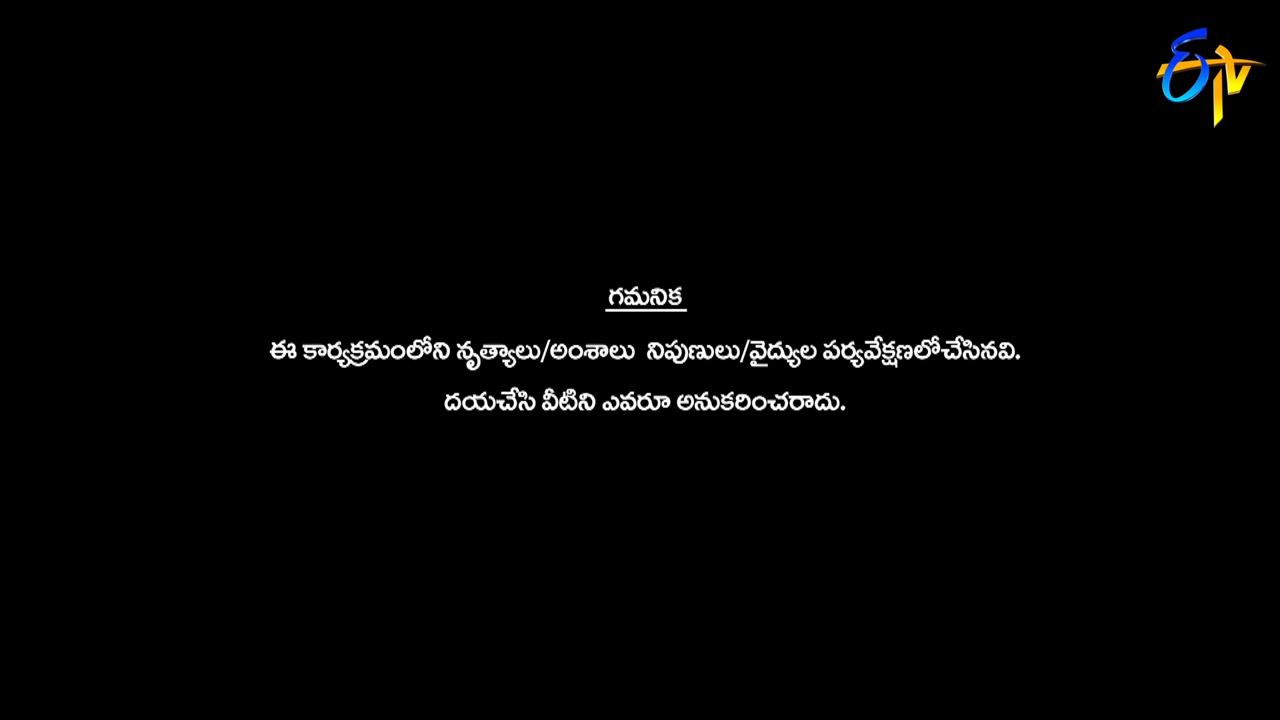 ETV
గమనిక
ఈ కార్యక్రమంలోని నృత్యాలు/అంశాలు నిపుణులు/వైద్యుల పర్యవేక్షణలోచేసినవి.
దయచేసి వీటిని ఎవరూ అనుకరించరాదు.